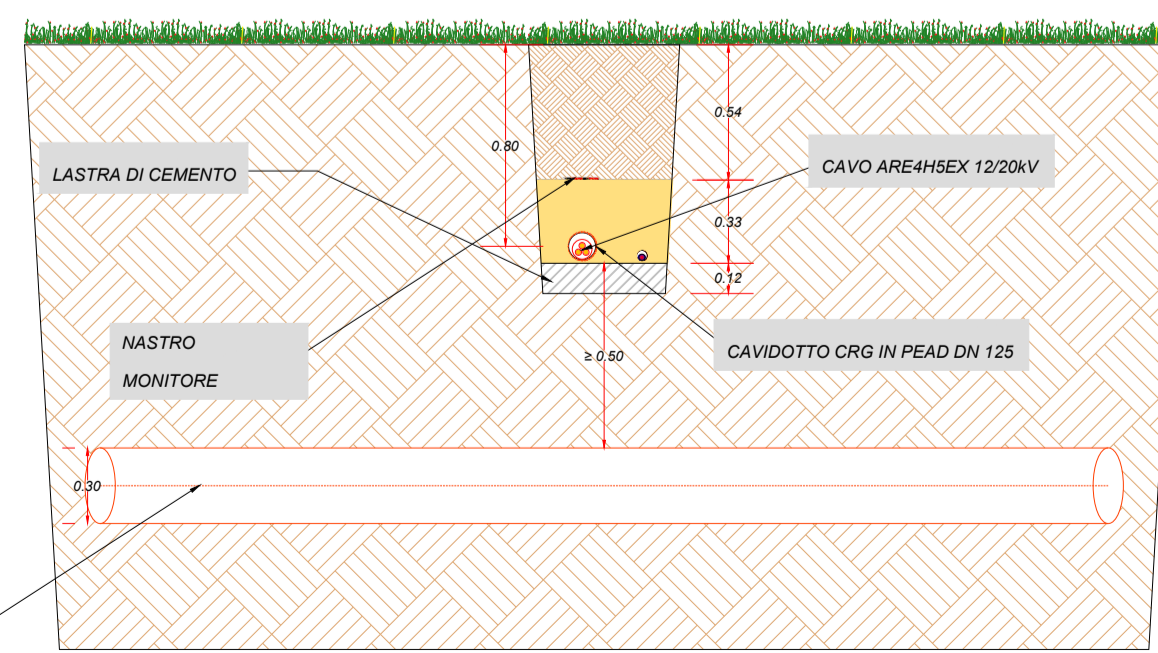 0.54
0.80
LASTRA DI CEMENTO
CAVO ARE4H5EX 12/20kV
0.33
0.12
NASTRO
MONITORE
≥ 0.50
CAVIDOTTO CRG IN PEAD DN 125
0.30